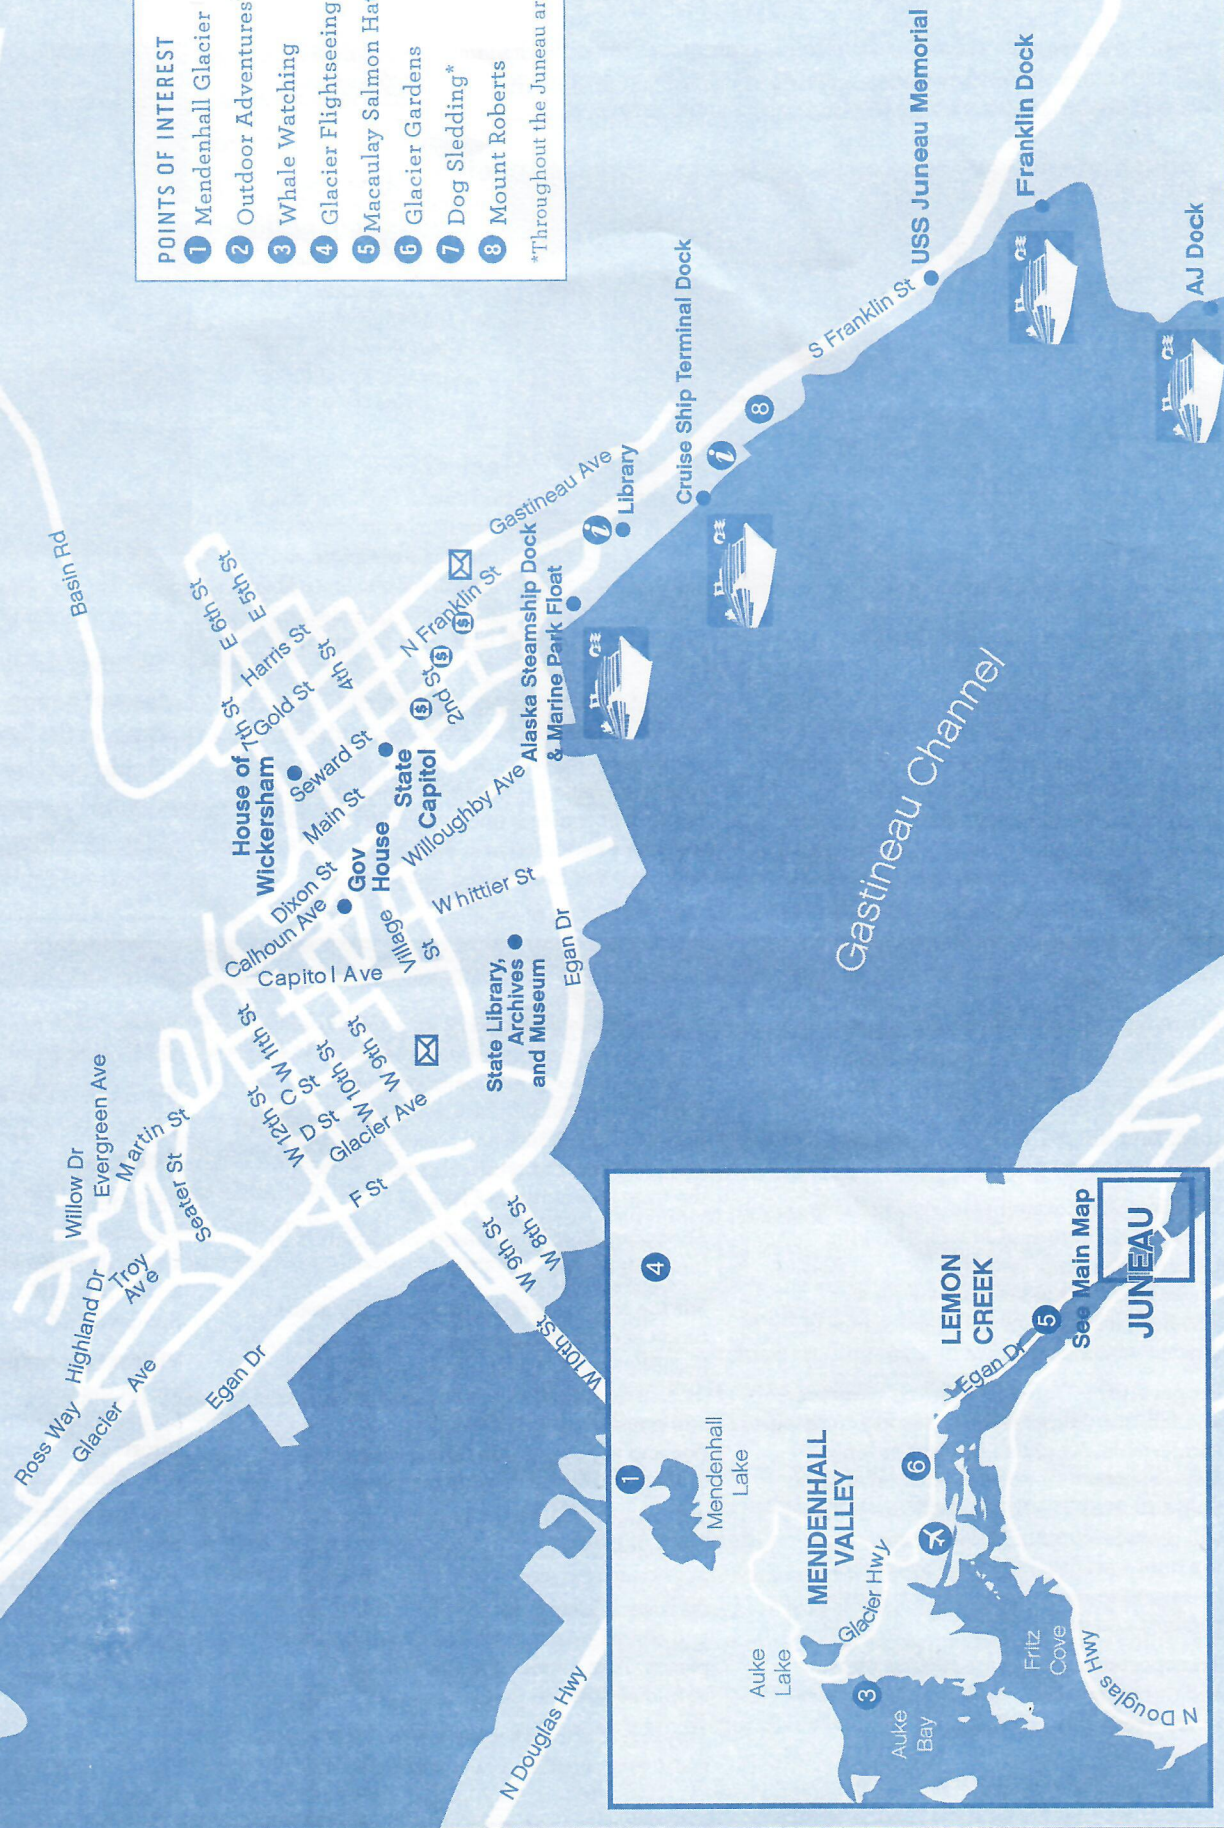 POINTS OF INTEREST
1 Mendenhall Glacier
2 Outdoor Adventures
3 Whale Watching
4 Glacier Flightseeing
5 Macaulay Salmon Ha
6 Glacier Gardens
7 Dog Sledding*
8 Mount Roberts
*Throughout the Juneau ar
Basin Rd
E 6th St
E 5th St
Harris St
7th St
Gold St
4th St
N Franklin St
2nd St
Seward St
Main St
House of
Wickersham
State
Capitol
Gov
House
Dixon St
Calhoun Ave
Capitol Ave
Village
St
Willoughby Ave
Whittier St
Egan Dr
State Library,
Archives
and Museum
Gastineau Ave
i
Library
Alaska Steamship Dock
& Marine Park Float
Cruise Ship Terminal Dock
i
8
S Franklin St
USS Juneau Memorial
Franklin Dock
AJ Dock
$
$
$
Gastineau Channel
Willow Dr
Evergreen Ave
Martin St
Seater St
Highland Dr
Troy
Ave
Ross Way
Glacier
Ave
Egan Dr
W 12th St
W 11th St
C St
D St
W 10th St
W 9th St
Glacier Ave
F St
W 9th St
W 8th St
W 10th St
N Douglas Hwy
4
1
Mendenhall
Lake
MENDENHALL
VALLEY
Auke
Lake
Glacier Hwy
3
Auke
Bay
Fritz
Cove
N Douglas Hwy
6
LEMON
CREEK
Egan Dr
5
See Main Map
JUNEAU